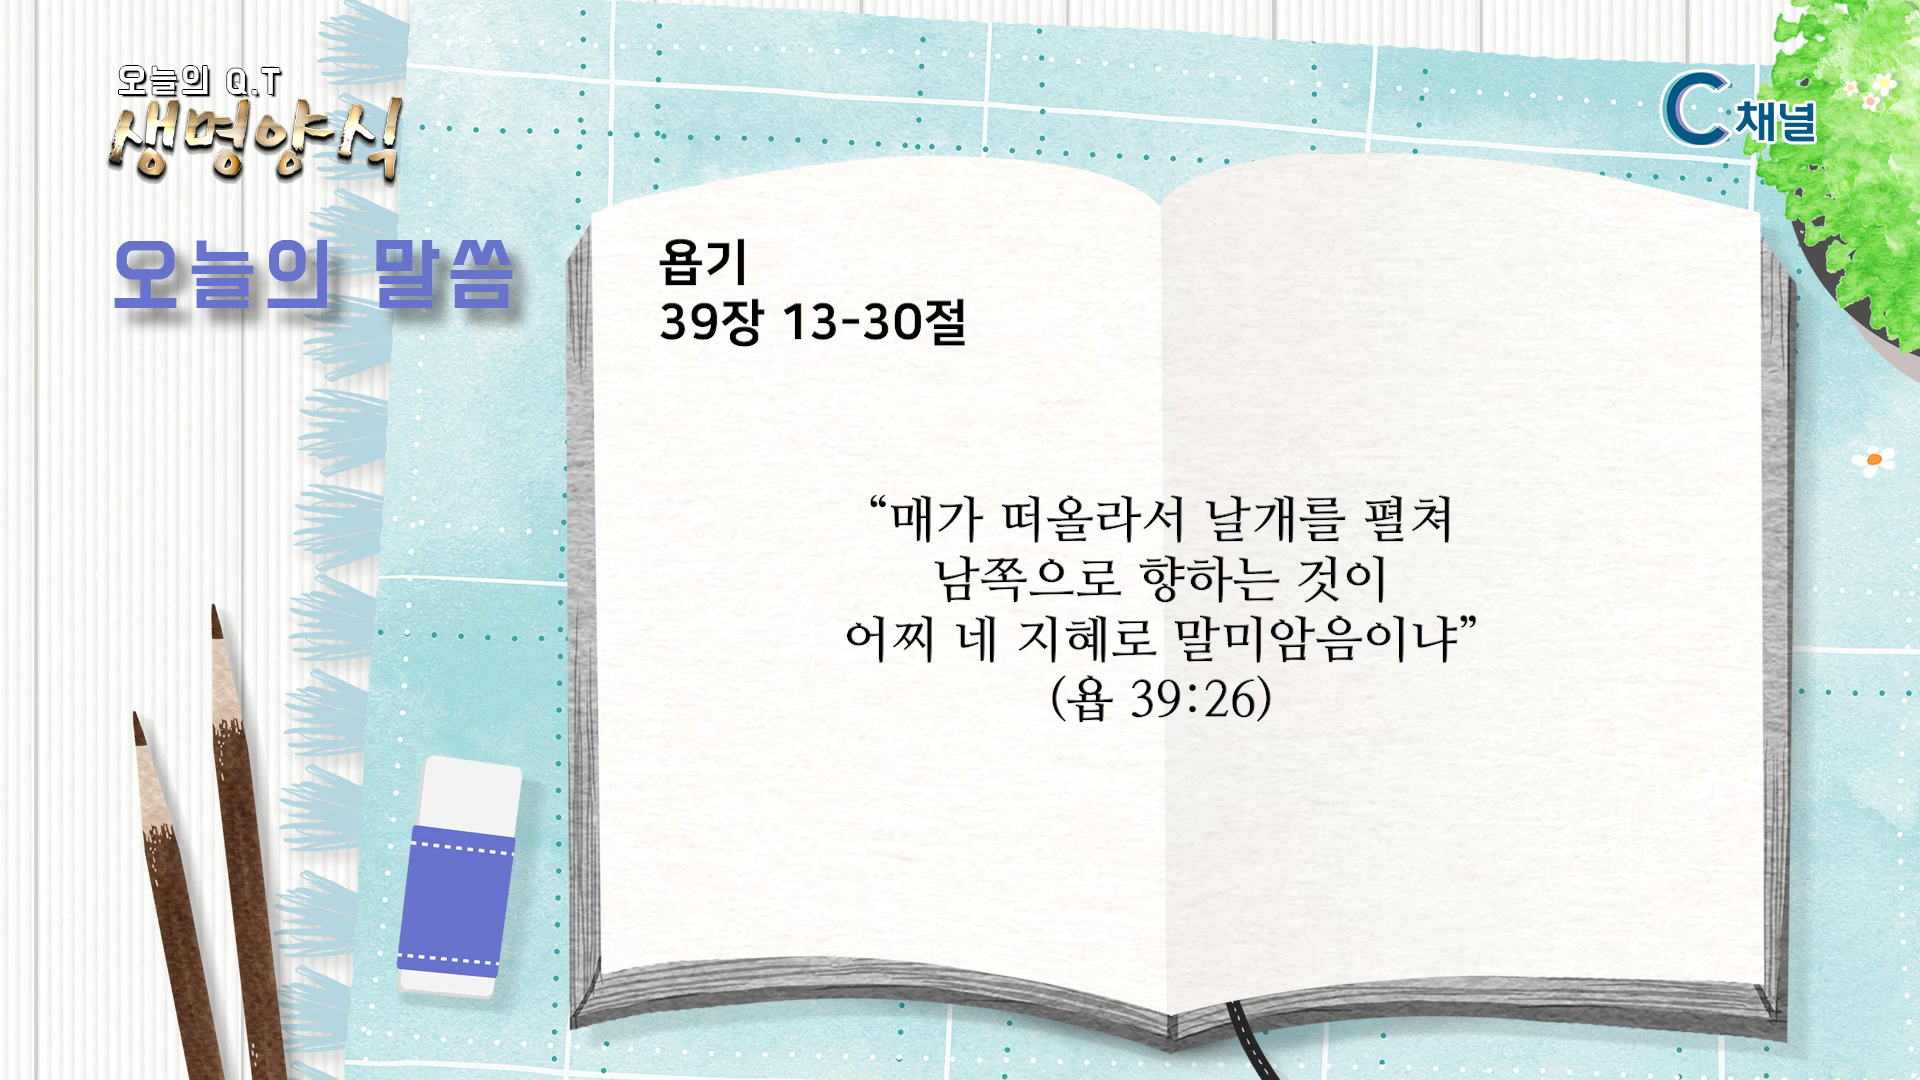 오늘의 Q.T
생명양식
C채널
오늘의 말씀
욥기
39장 13-30절
“매가 떠올라서 날개를 펼쳐
남쪽으로 향하는 것이
어찌 네 지혜로 말미암음이냐”
(욥 39:26)